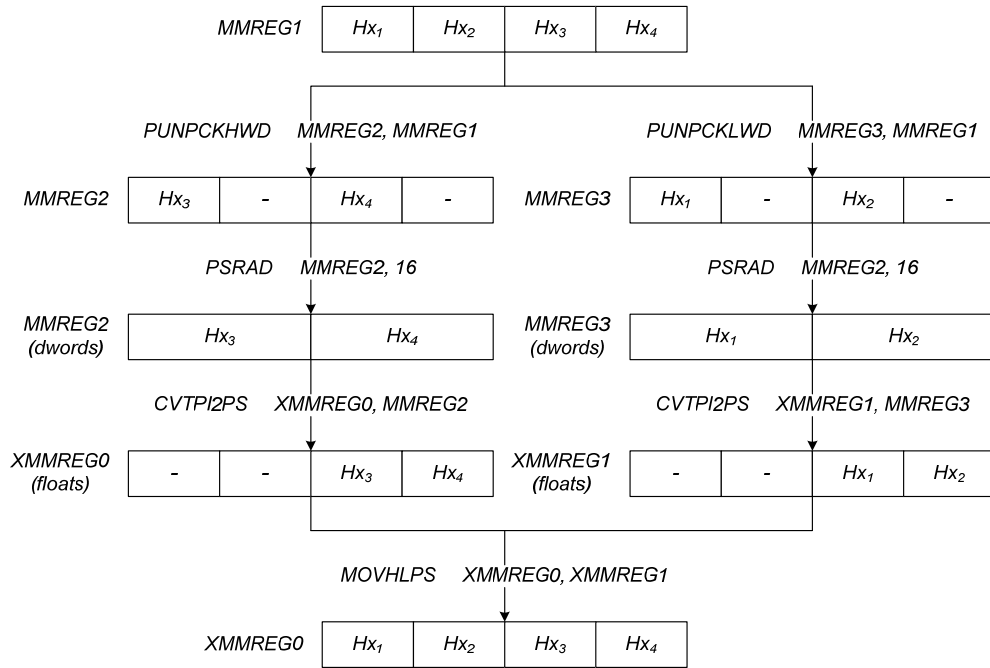 MMREG1 Hx₁ Hx₂ Hx₃ Hx₄
PUNPCKHWD MMREG2, MMREG1 PUNPCKLWD MMREG3, MMREG1
MMREG2 Hx₃ - Hx₄ - MMREG3 Hx₁ - Hx₂ -
PSRAD MMREG2, 16 PSRAD MMREG2, 16
MMREG2 (dwords) Hx₃ Hx₄ MMREG3 (dwords) Hx₁ Hx₂
CVTPI2PS XMMREG0, MMREG2 CVTPI2PS XMMREG1, MMREG3
XMMREG0 (floats) - - Hx₃ Hx₄ XMMREG1 (floats) - - Hx₁ Hx₂
MOVHLPS XMMREG0, XMMREG1
XMMREG0 Hx₁ Hx₂ Hx₃ Hx₄